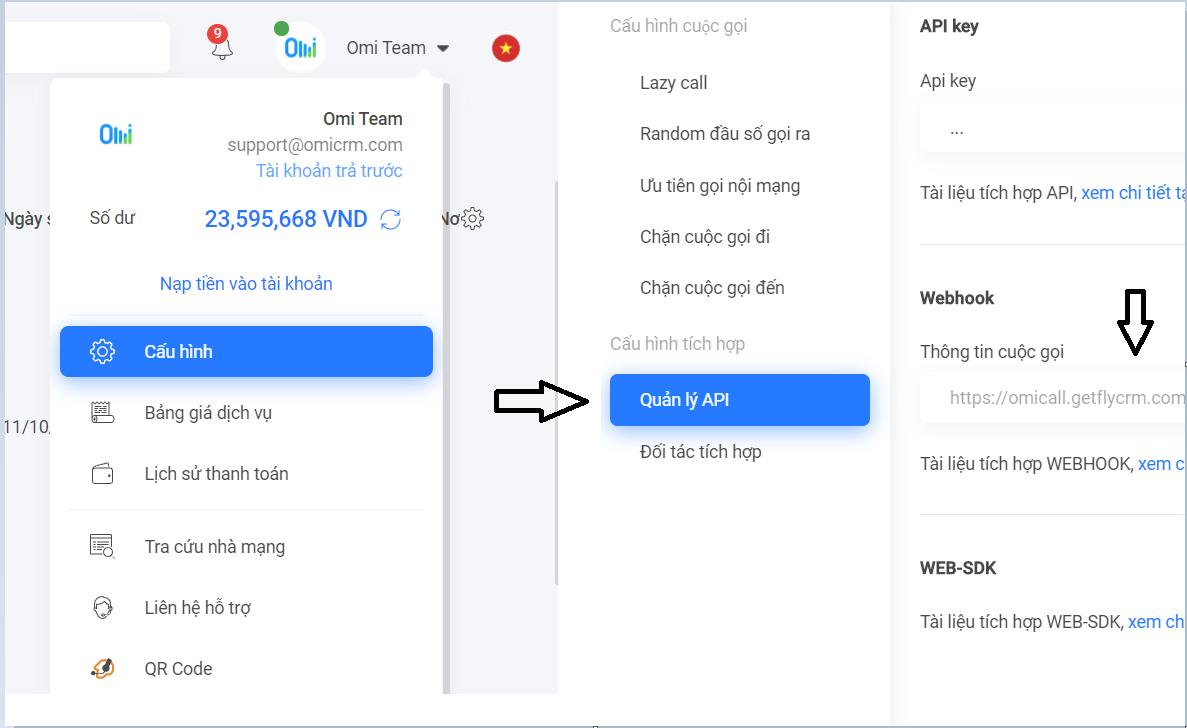 9
Omi
Omi Team
Omi
Omi Team
support@omicrm.com
Tài khoản trả trước
Ngày
Số dư
23,595,668 VND
Nạp tiền vào tài khoản
Cấu hình
Bảng giá dịch vụ
11/10,
Lịch sử thanh toán
Tra cứu nhà mạng
Liên hệ hỗ trợ
QR Code
Cấu hình cuộc gọi
Lazy call
Random đầu số gọi ra
Ưu tiên gọi nội mạng
Chặn cuộc gọi đi
Chặn cuộc gọi đến
Cấu hình tích hợp
Quản lý API
Đối tác tích hợp
API key
Api key
...
Tài liệu tích hợp API, xem chi tiết
Webhook
Thông tin cuộc gọi
https://omicall.getflycrm.com
Tài liệu tích hợp WEBHOOK, xem
WEB-SDK
Tài liệu tích hợp WEB-SDK, xem